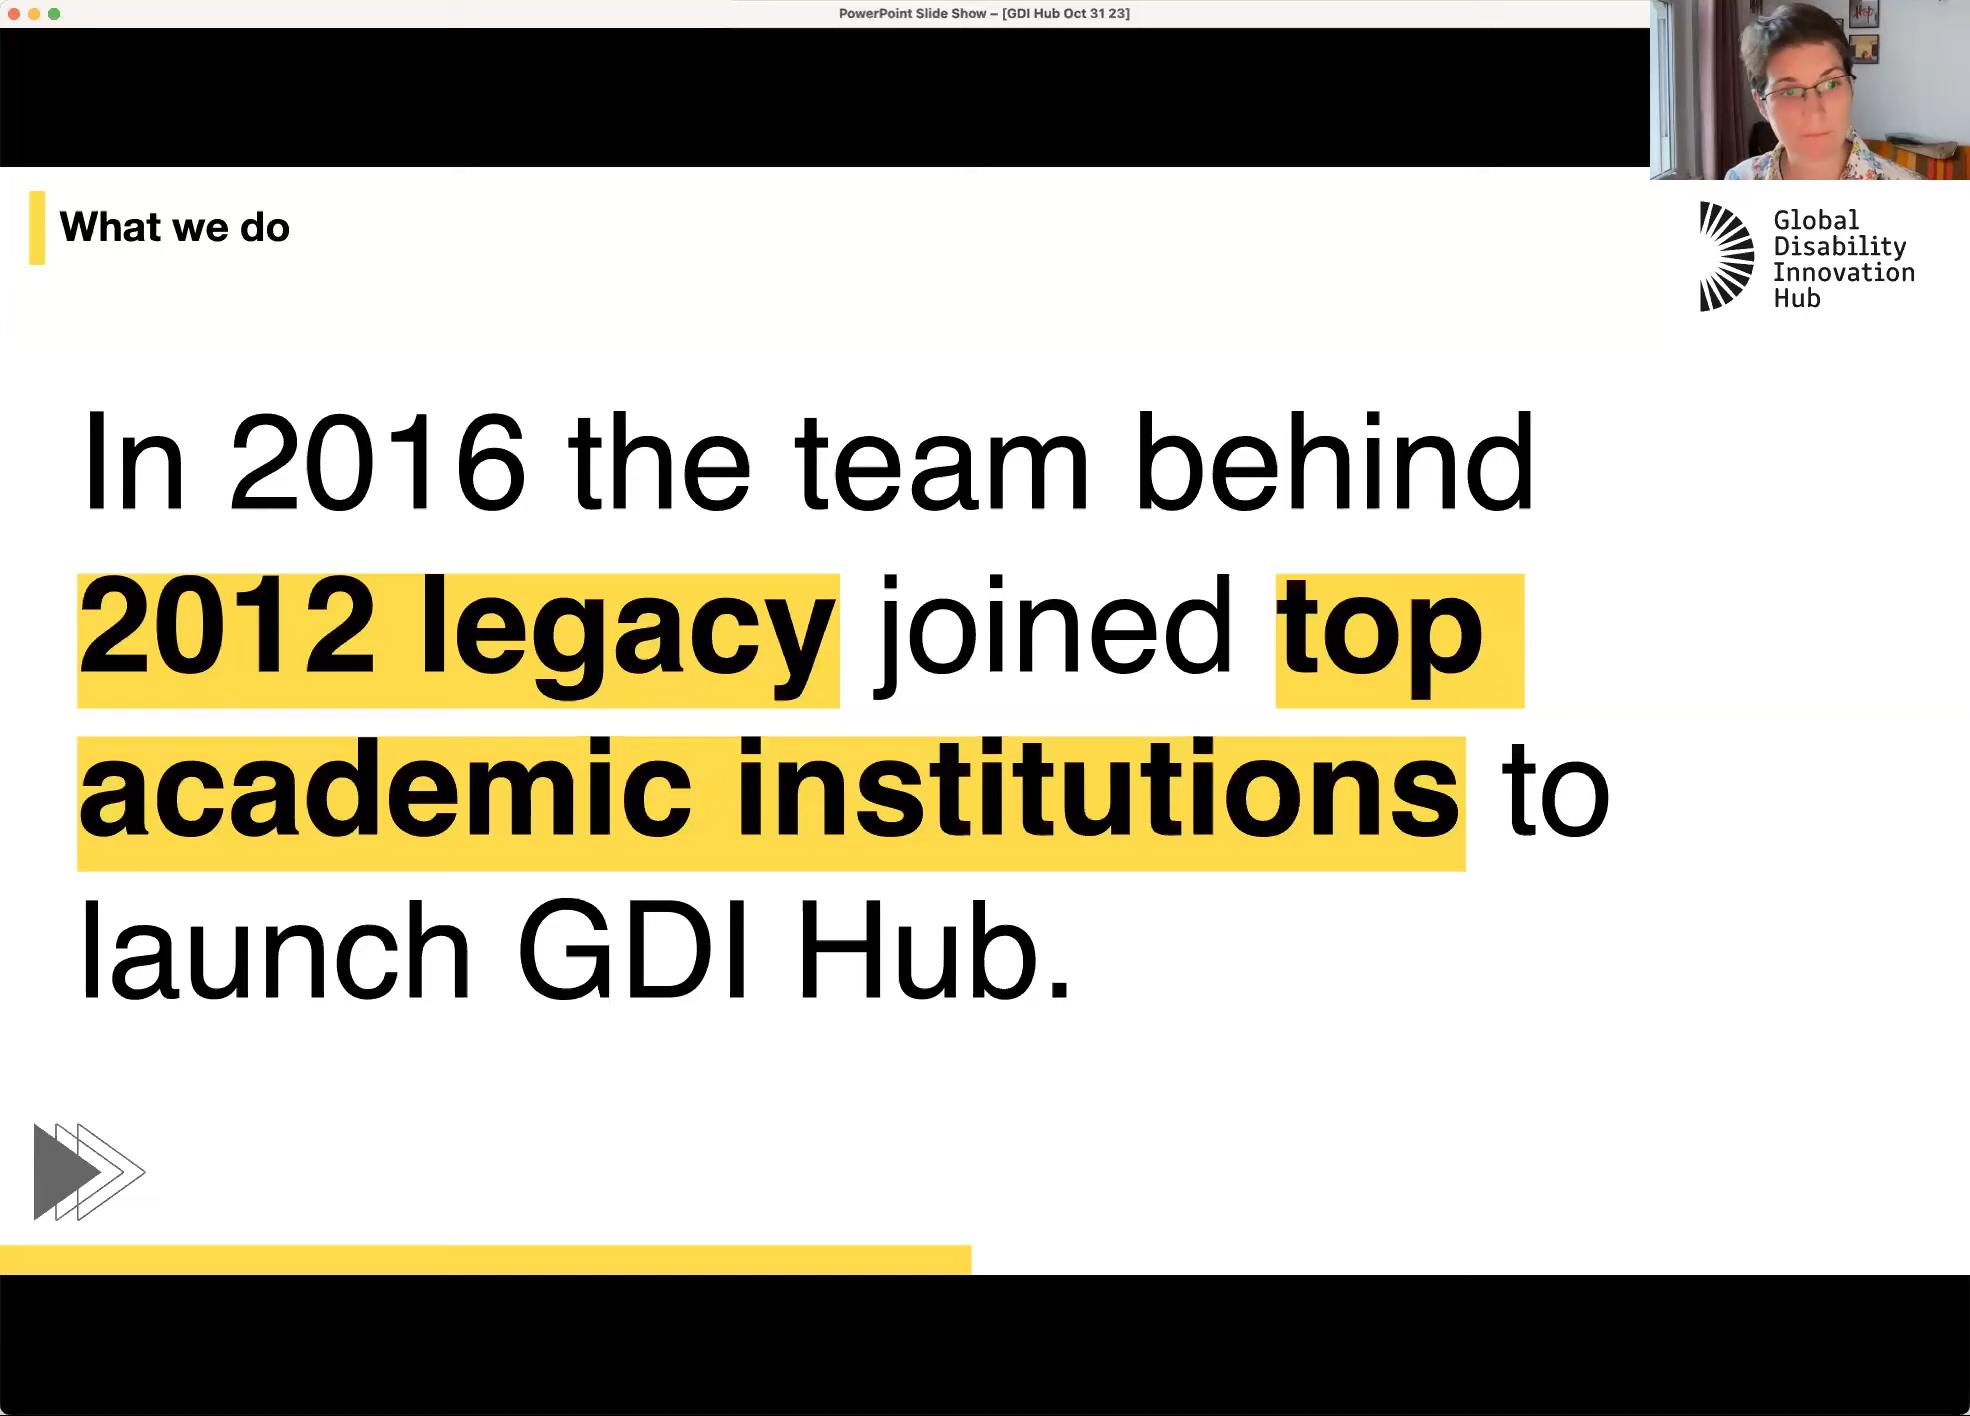 PowerPoint Slide Show – [GDI Hub Oct 31 23]
What we do
Global
Disability
Innovation
Hub
In 2016 the team behind
2012 legacy joined top
academic institutions to
launch GDI Hub.